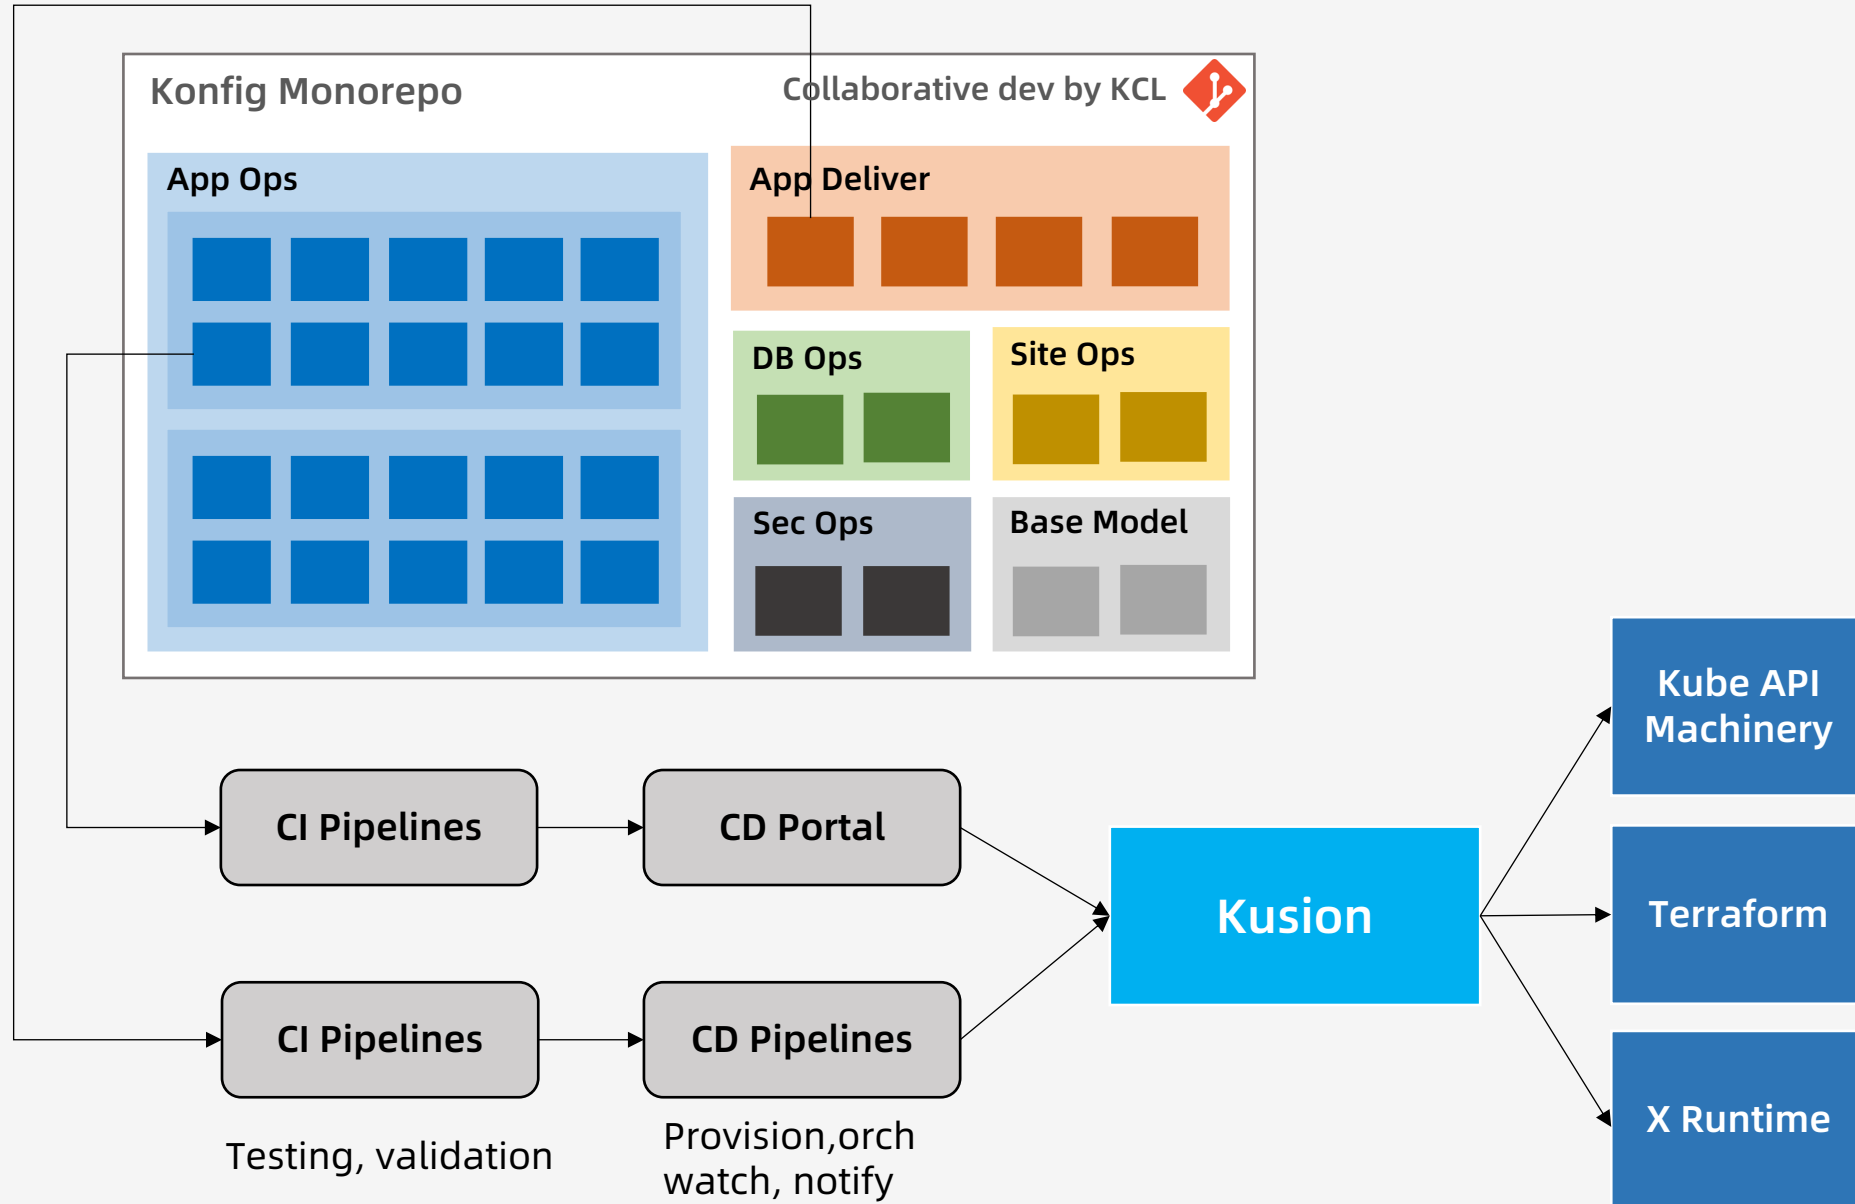 Konfig Monorepo
Collaborative dev by KCL
App Ops
App Deliver
DB Ops
Site Ops
Sec Ops
Base Model
Kube API
Machinery
CI Pipelines
CD Portal
Kusion
Terraform
CI Pipelines
CD Pipelines
X Runtime
Testing, validation
Provision,orch
watch, notify